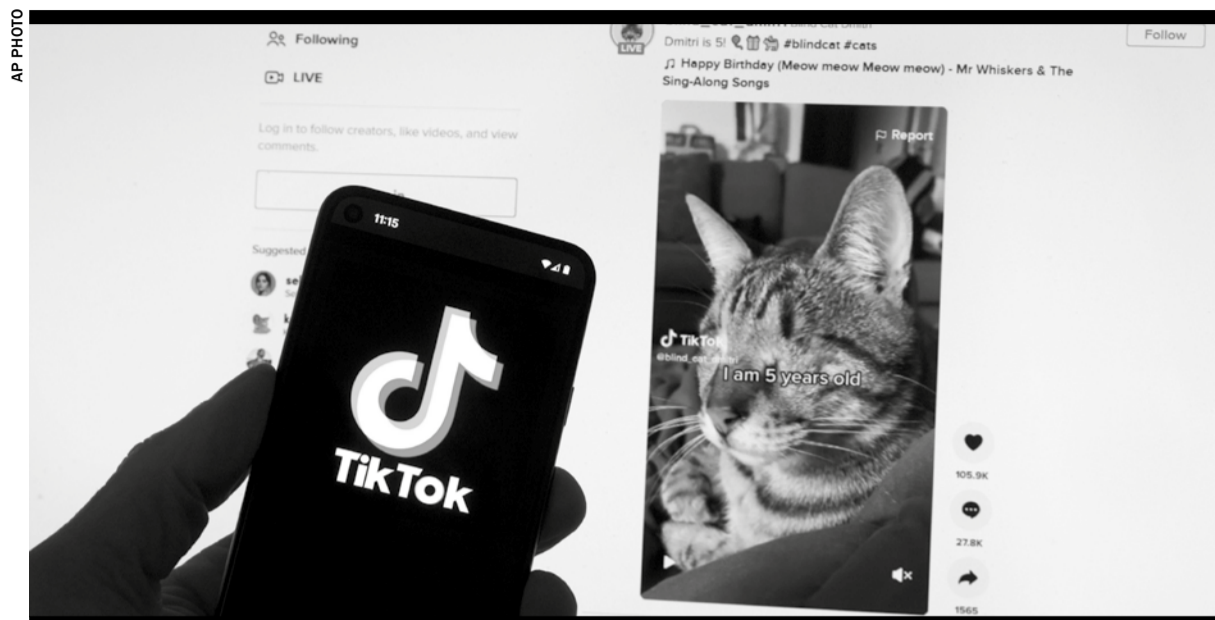 AP PHOTO
Following
LIVE
Log in to follow creators, like videos, and view
comments.
Suggested
11:15
TikTok
LIVE
Dmitri is 5! #blindcat #cats
Happy Birthday (Meow meow Meow meow) - Mr Whiskers & The
Sing-Along Songs
Follow
Report
TikTok
I am 5 years old
105.9K
27.8K
1565